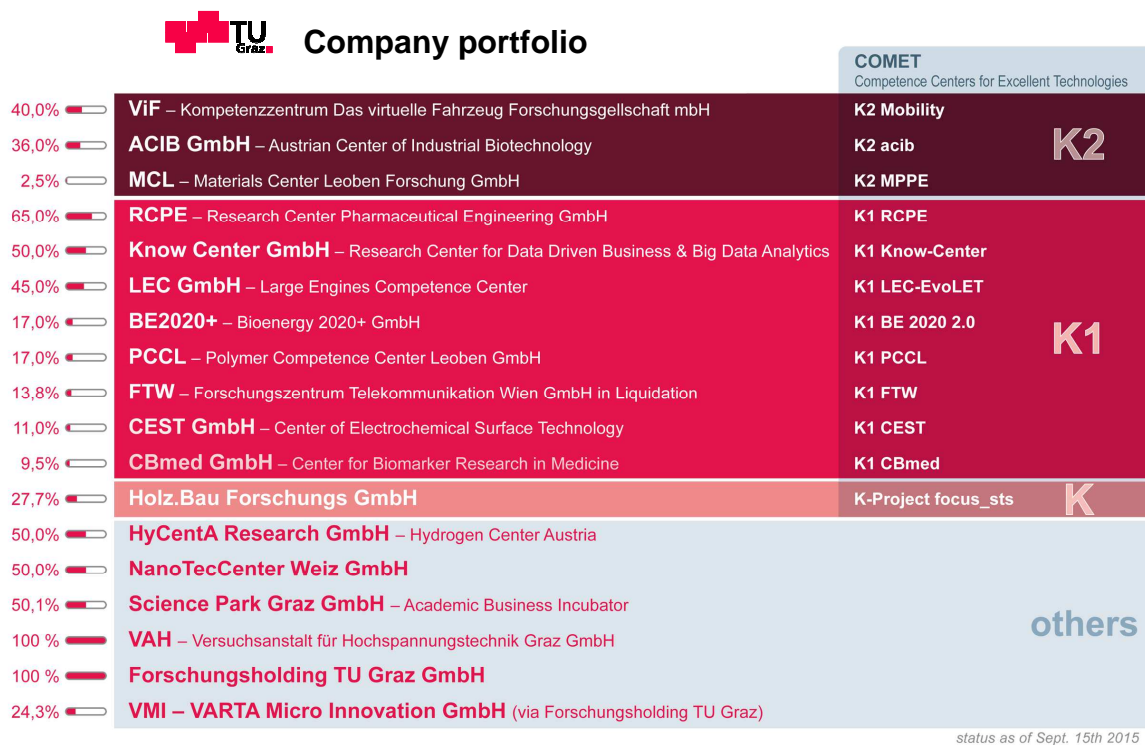 TU
Graz
Company portfolio
COMET
Competence Centers for Excellent Technologies
40,0% ViF – Kompetenzzentrum Das virtuelle Fahrzeug Forschungsgellschaft mbH K2 Mobility
36,0% ACIB GmbH – Austrian Center of Industrial Biotechnology K2 acib
K2
2,5% MCL – Materials Center Leoben Forschung GmbH K2 MPPE
65,0% RCPE – Research Center Pharmaceutical Engineering GmbH K1 RCPE
50,0% Know Center GmbH – Research Center for Data Driven Business & Big Data Analytics K1 Know-Center
45,0% LEC GmbH – Large Engines Competence Center K1 LEC-EvoLET
17,0% BE2020+ – Bioenergy 2020+ GmbH K1 BE 2020 2.0
K1
17,0% PCCL – Polymer Competence Center Leoben GmbH K1 PCCL
13,8% FTW – Forschungszentrum Telekommunikation Wien GmbH in Liquidation K1 FTW
11,0% CEST GmbH – Center of Electrochemical Surface Technology K1 CEST
9,5% CBmed GmbH – Center for Biomarker Research in Medicine K1 CBmed
27,7% Holz.Bau Forschungs GmbH K-Project focus_sts K
50,0% HyCentA Research GmbH – Hydrogen Center Austria
50,0% NanoTecCenter Weiz GmbH
50,1% Science Park Graz GmbH – Academic Business Incubator
others
100 % VAH – Versuchsanstalt für Hochspannungstechnik Graz GmbH
100 % Forschungsholding TU Graz GmbH
24,3% VMI – VARTA Micro Innovation GmbH (via Forschungsholding TU Graz)
status as of Sept. 15th 2015